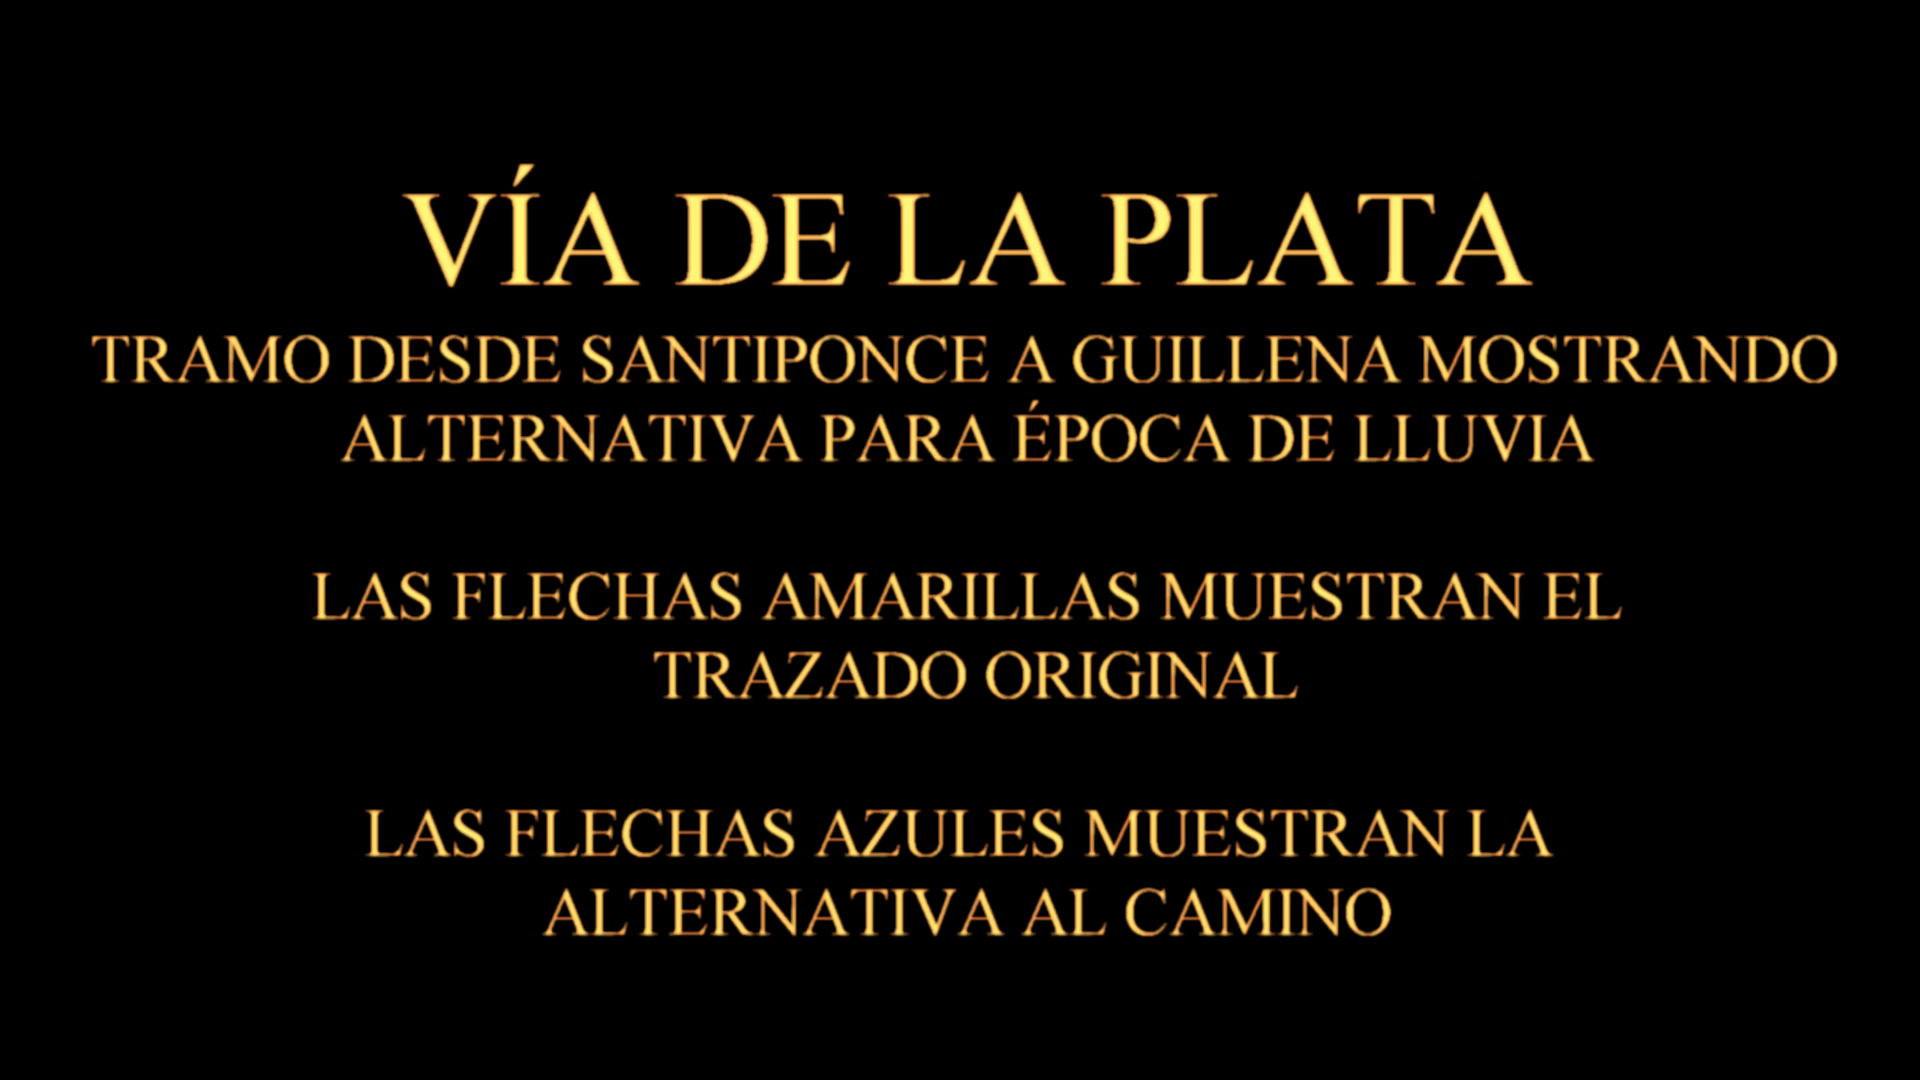 VÍA DE LA PLATA
TRAMO DESDE SANTIPONCE A GUILLENA MOSTRANDO
ALTERNATIVA PARA ÉPOCA DE LLUVIA
LAS FLECHAS AMARILLAS MUESTRAN EL
TRAZADO ORIGINAL
LAS FLECHAS AZULES MUESTRAN LA
ALTERNATIVA AL CAMINO